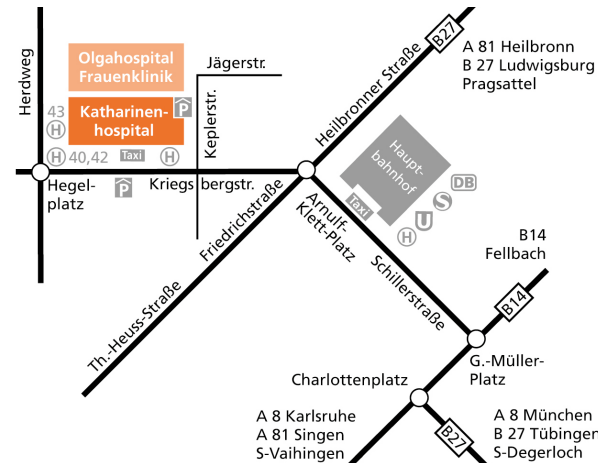 B27
A 81 Heilbronn
B 27 Ludwigsburg
Pragsattel
Heilbronner Straße
Herdweg
Olgahospital
Frauenklinik
Jägerstr.
Keplerstr.
Katharinen-
hospital
P
43
H
H 40,42 Taxi H
Hegel-
platz
P
Kriegsbergstr.
Haupt-
bahnhof
Taxi
H U S DB
Arnulf-
Klett-Platz
Friedrichstraße
Th.-Heuss-Straße
Schillerstraße
B14
Fellbach
B14
G.-Müller-
Platz
Charlottenplatz
A 8 Karlsruhe
A 81 Singen
S-Vaihingen
B27
A 8 München
B 27 Tübingen
S-Degerloch